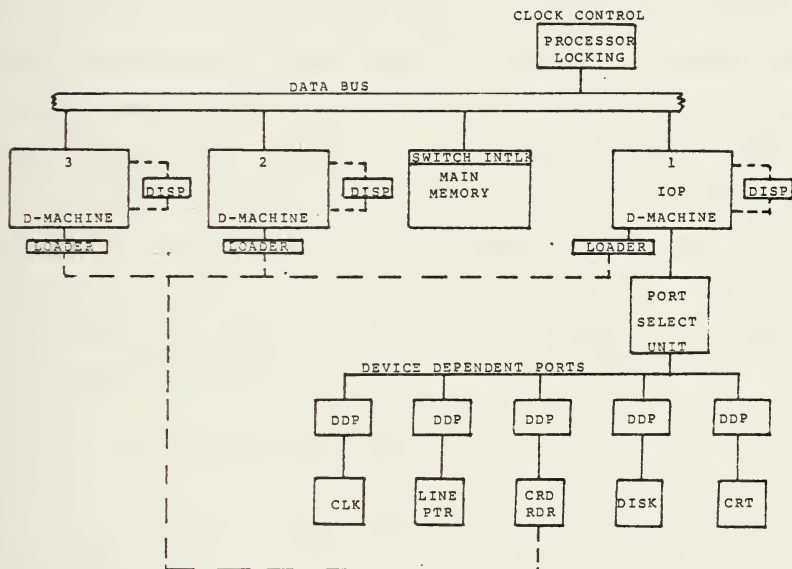 CLOCK CONTROL
PROCESSOR
LOCKING
DATA BUS
3
D-MACHINE
DISP
LOADER
2
D-MACHINE
DISP
LOADER
SWITCH INTLK
MAIN
MEMORY
1
IOP
D-MACHINE
DISP
LOADER
PORT
SELECT
UNIT
DEVICE DEPENDENT PORTS
DDP
DDP
DDP
DDP
DDP
CLK
LINE
PTR
CRD
RDR
DISK
CRT